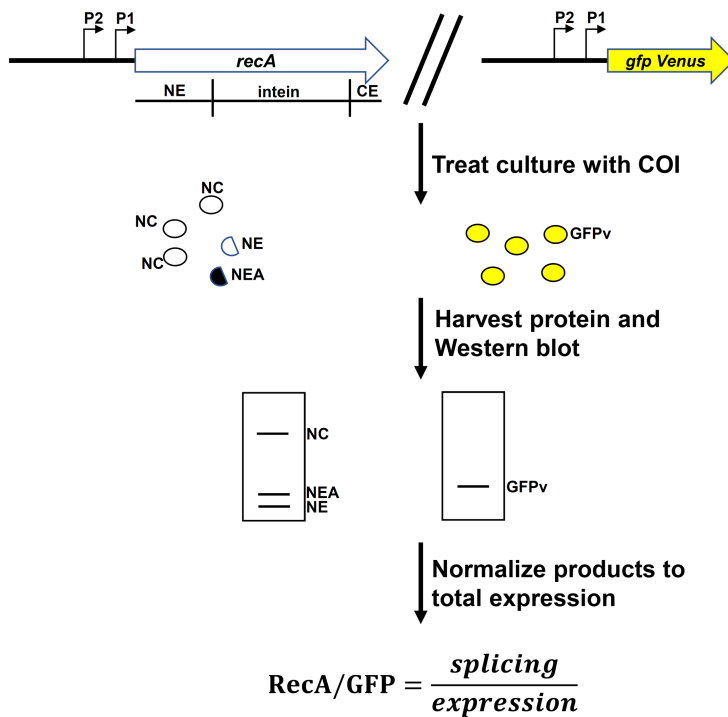 P2 P1
P2 P1
recA
gfp Venus
NE intein CE
Treat culture with COI
NC
NC
NC
NE
NEA
GFPv
Harvest protein and
Western blot
NC
NEA
NE
GFPv
Normalize products to
total expression
RecA/GFP = splicing
expression